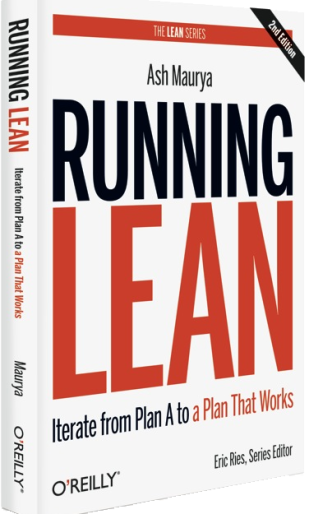 RUNNING LEAN
Iterate from Plan A to a Plan That Works
Maurya
O'REILLY®
THE LEAN SERIES
2nd Edition
Ash Maurya
RUNNING
LEAN
Iterate from Plan A to a Plan That Works
Eric Ries, Series Editor
O'REILLY®